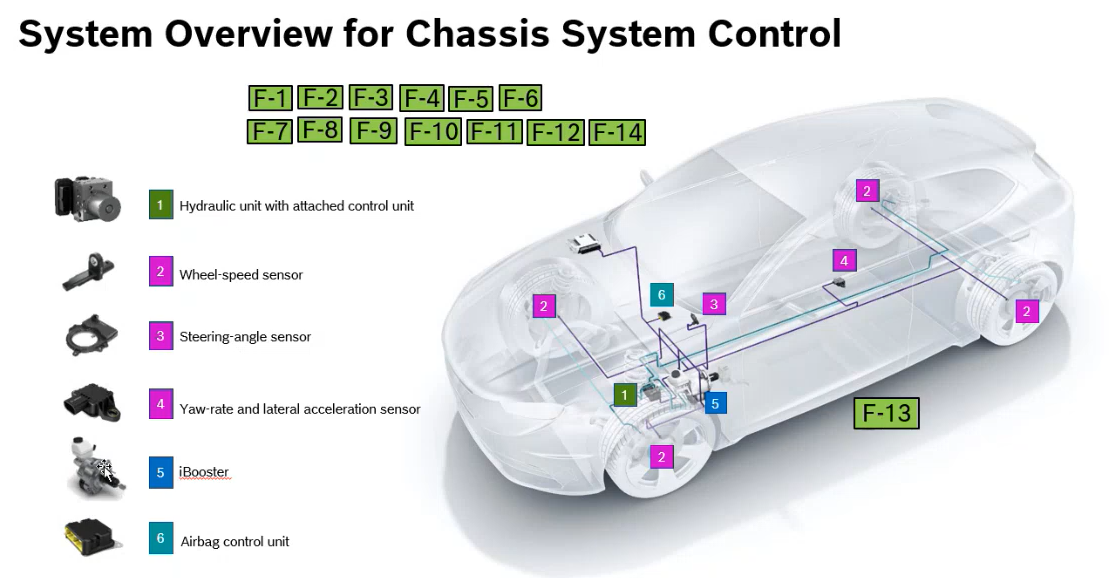 System Overview for Chassis System Control
F-1 F-2 F-3 F-4 F-5 F-6
F-7 F-8 F-9 F-10 F-11 F-12 F-14
1 Hydraulic unit with attached control unit
2 Wheel-speed sensor
3 Steering-angle sensor
4 Yaw-rate and lateral acceleration sensor
5 iBooster
6 Airbag control unit
2
4
6
3
2
2
1
5
F-13
2